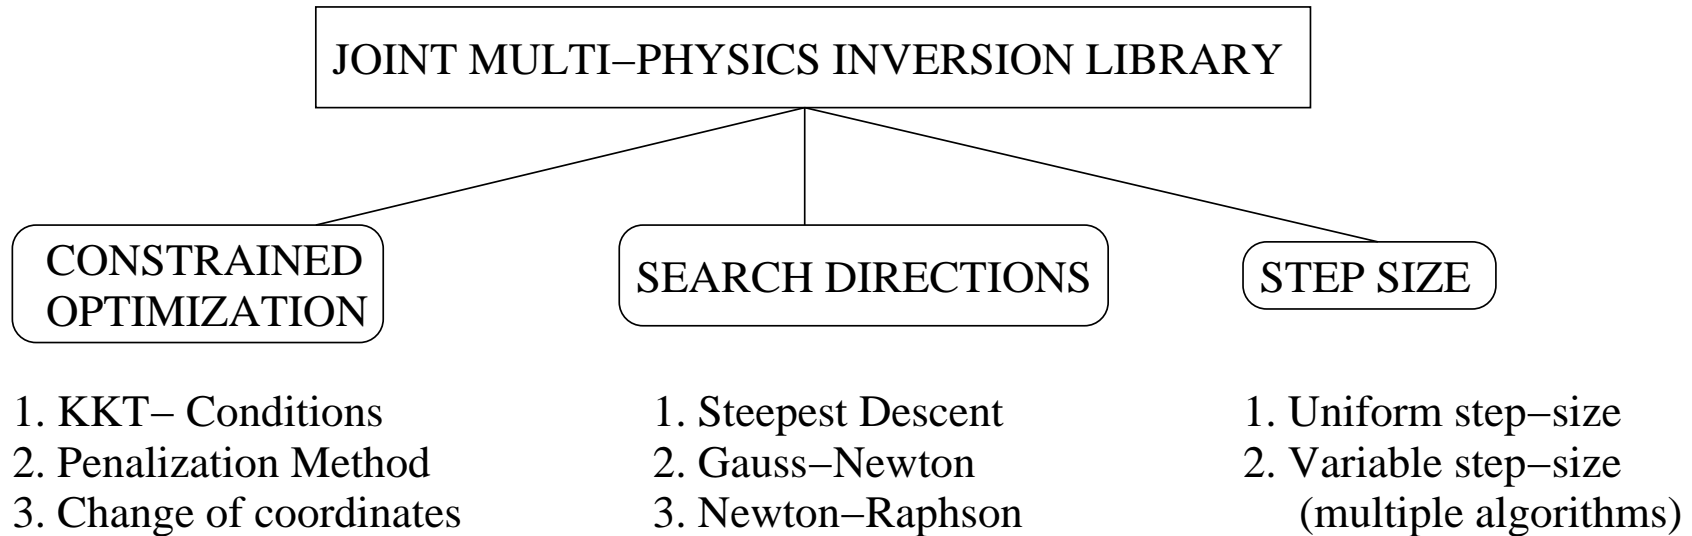 JOINT MULTI−PHYSICS INVERSION LIBRARY
CONSTRAINED
OPTIMIZATION
SEARCH DIRECTIONS
STEP SIZE
1. KKT− Conditions
2. Penalization Method
3. Change of coordinates
1. Steepest Descent
2. Gauss−Newton
3. Newton−Raphson
1. Uniform step−size
2. Variable step−size
(multiple algorithms)